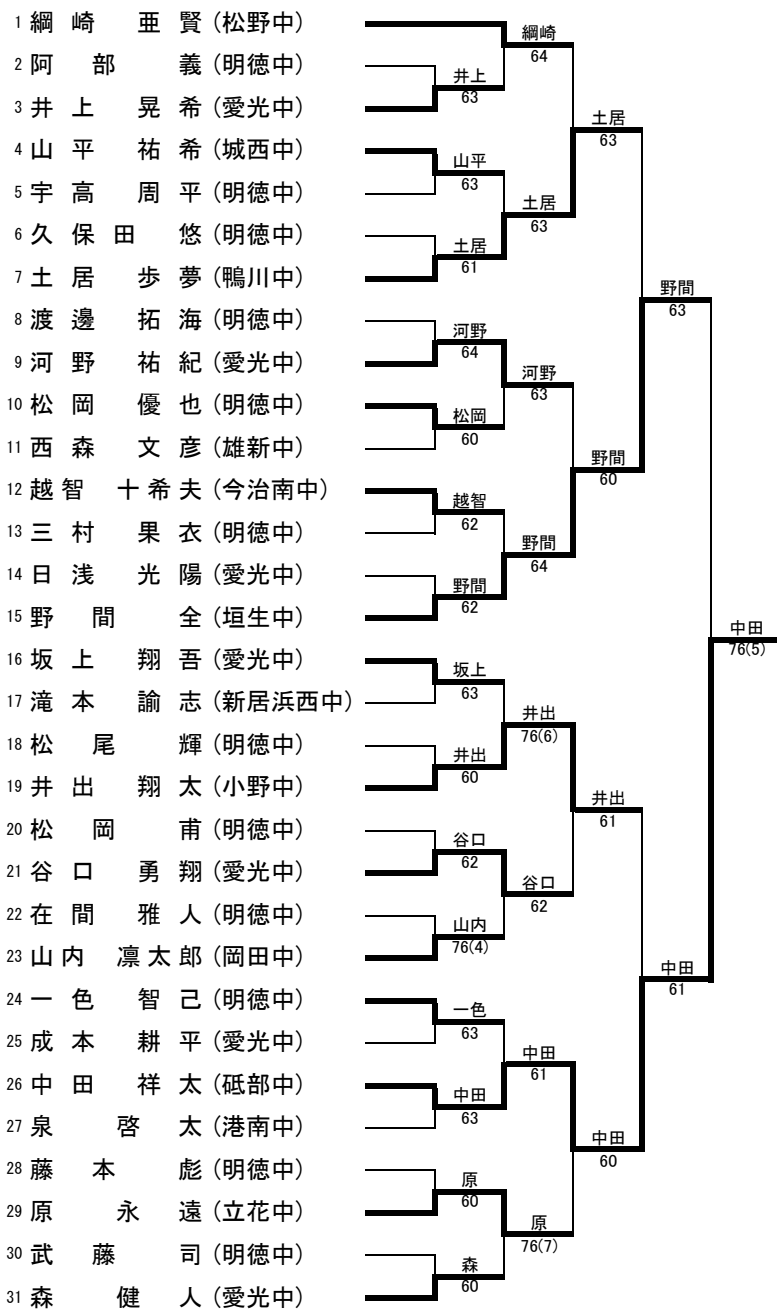 1 綱崎 亜賢 (松野中)
綱崎
64
2 阿部 義 (明徳中)
井上
63
3 井上 晃希 (愛光中)
土居
63
4 山平 祐希 (城西中)
山平
63
5 宇高 周平 (明徳中)
土居
63
6 久保田 悠 (明徳中)
土居
61
7 土居 歩夢 (鴨川中)
野間
63
8 渡邊 拓海 (明徳中)
河野
64
9 河野 祐紀 (愛光中)
河野
63
10 松岡 優也 (明徳中)
松岡
60
11 西森 文彦 (雄新中)
野間
60
12 越智 十希夫 (今治南中)
越智
62
13 三村 果衣 (明徳中)
野間
64
14 日浅 光陽 (愛光中)
野間
62
15 野間 全 (垣生中)
中田
76(5)
16 坂上 翔吾 (愛光中)
坂上
63
17 滝本 諭志 (新居浜西中)
井出
76(6)
18 松尾 輝 (明徳中)
井出
60
19 井出 翔太 (小野中)
井出
61
20 松岡 甫 (明徳中)
谷口
62
21 谷口 勇翔 (愛光中)
谷口
62
22 在間 雅人 (明徳中)
山内
76(4)
23 山内 凛太郎 (岡田中)
中田
61
24 一色 智己 (明徳中)
一色
63
25 成本 耕平 (愛光中)
中田
61
26 中田 祥太 (砥部中)
中田
63
27 泉 啓太 (港南中)
中田
60
28 藤本 彪 (明徳中)
原
60
29 原 永遠 (立花中)
原
76(7)
30 武藤 司 (明徳中)
森
60
31 森 健人 (愛光中)